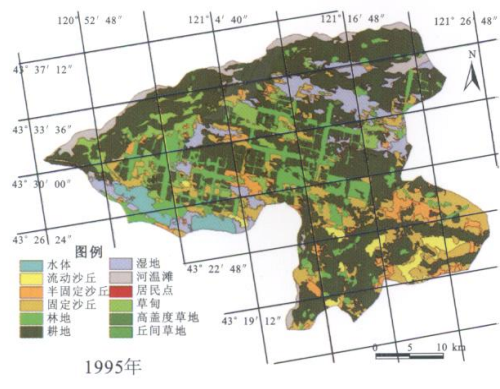 120° 52′ 48″
121° 4′ 40″
121° 16′ 48″
121° 26′ 48″
43° 37′ 12″
43° 33′ 36″
43° 30′ 00″
43° 26′ 24″
43° 22′ 48″
43° 19′ 12″
N
图例
水体
流动沙丘
半固定沙丘
固定沙丘
林地
耕地
湿地
河温滩
居民点
草甸
高盖度草地
丘间草地
0 5 10 km
1995年